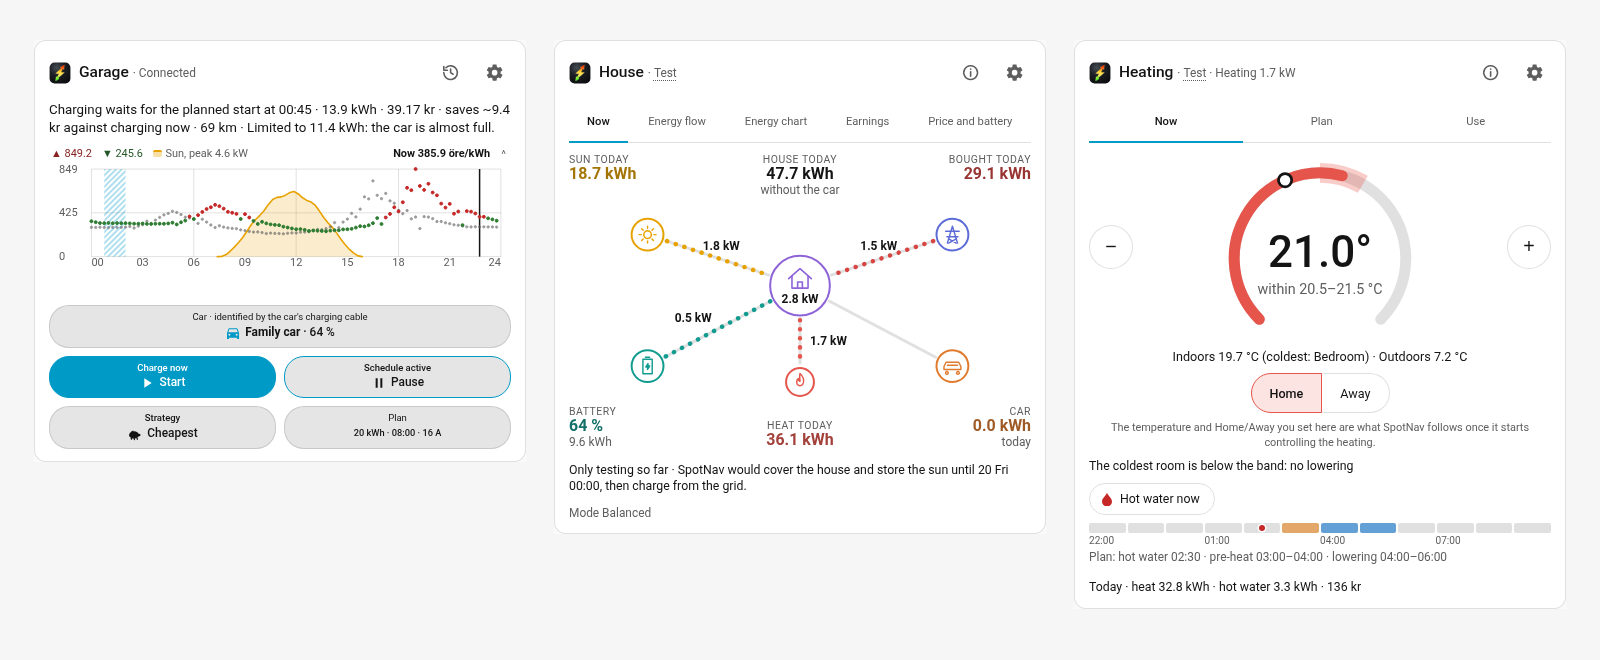 Garage · Connected
Charging waits for the planned start at 00:45 · 13.9 kWh · 39.17 kr · saves ~9.4
kr against charging now · 69 km · Limited to 11.4 kWh: the car is almost full.
▲ 849.2 ▼ 245.6 Sun, peak 4.6 kW Now 385.9 öre/kWh ^
849
425
0
00 03 06 09 12 15 18 21 24
Car · identified by the car's charging cable
Family car · 64 %
Charge now
Start
Schedule active
Pause
Strategy
Cheapest
Plan
20 kWh · 08:00 · 16 A
House · Test
Now Energy flow Energy chart Earnings Price and battery
SUN TODAY
18.7 kWh
HOUSE TODAY
47.7 kWh
without the car
BOUGHT TODAY
29.1 kWh
1.8 kW
1.5 kW
2.8 kW
0.5 kW
1.7 kW
BATTERY
64 %
9.6 kWh
HEAT TODAY
36.1 kWh
CAR
0.0 kWh
today
Only testing so far · SpotNav would cover the house and store the sun until 20 Fri
00:00, then charge from the grid.
Mode Balanced
Heating · Test · Heating 1.7 kW
Now Plan Use
− +
21.0°
within 20.5–21.5 °C
Indoors 19.7 °C (coldest: Bedroom) · Outdoors 7.2 °C
Home Away
The temperature and Home/Away you set here are what SpotNav follows once it starts
controlling the heating.
The coldest room is below the band: no lowering
Hot water now
22:00 01:00 04:00 07:00
Plan: hot water 02:30 · pre-heat 03:00–04:00 · lowering 04:00–06:00
Today · heat 32.8 kWh · hot water 3.3 kWh · 136 kr